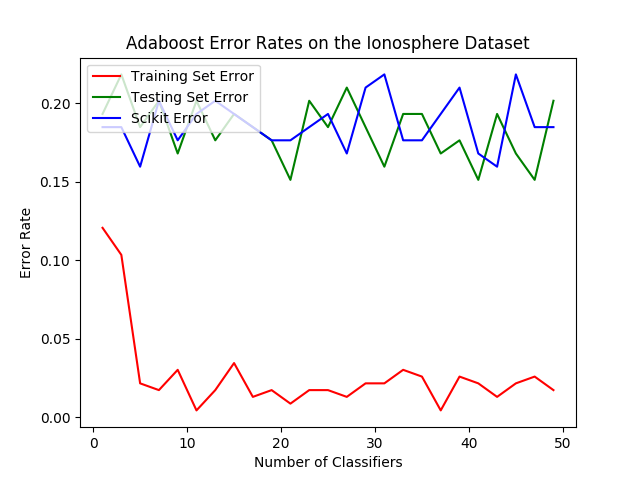 Adaboost Error Rates on the Ionosphere Dataset
Training Set Error
Testing Set Error
Scikit Error
0.20
0.15
0.10
0.05
0.00
Error Rate
0 10 20 30 40 50
Number of Classifiers